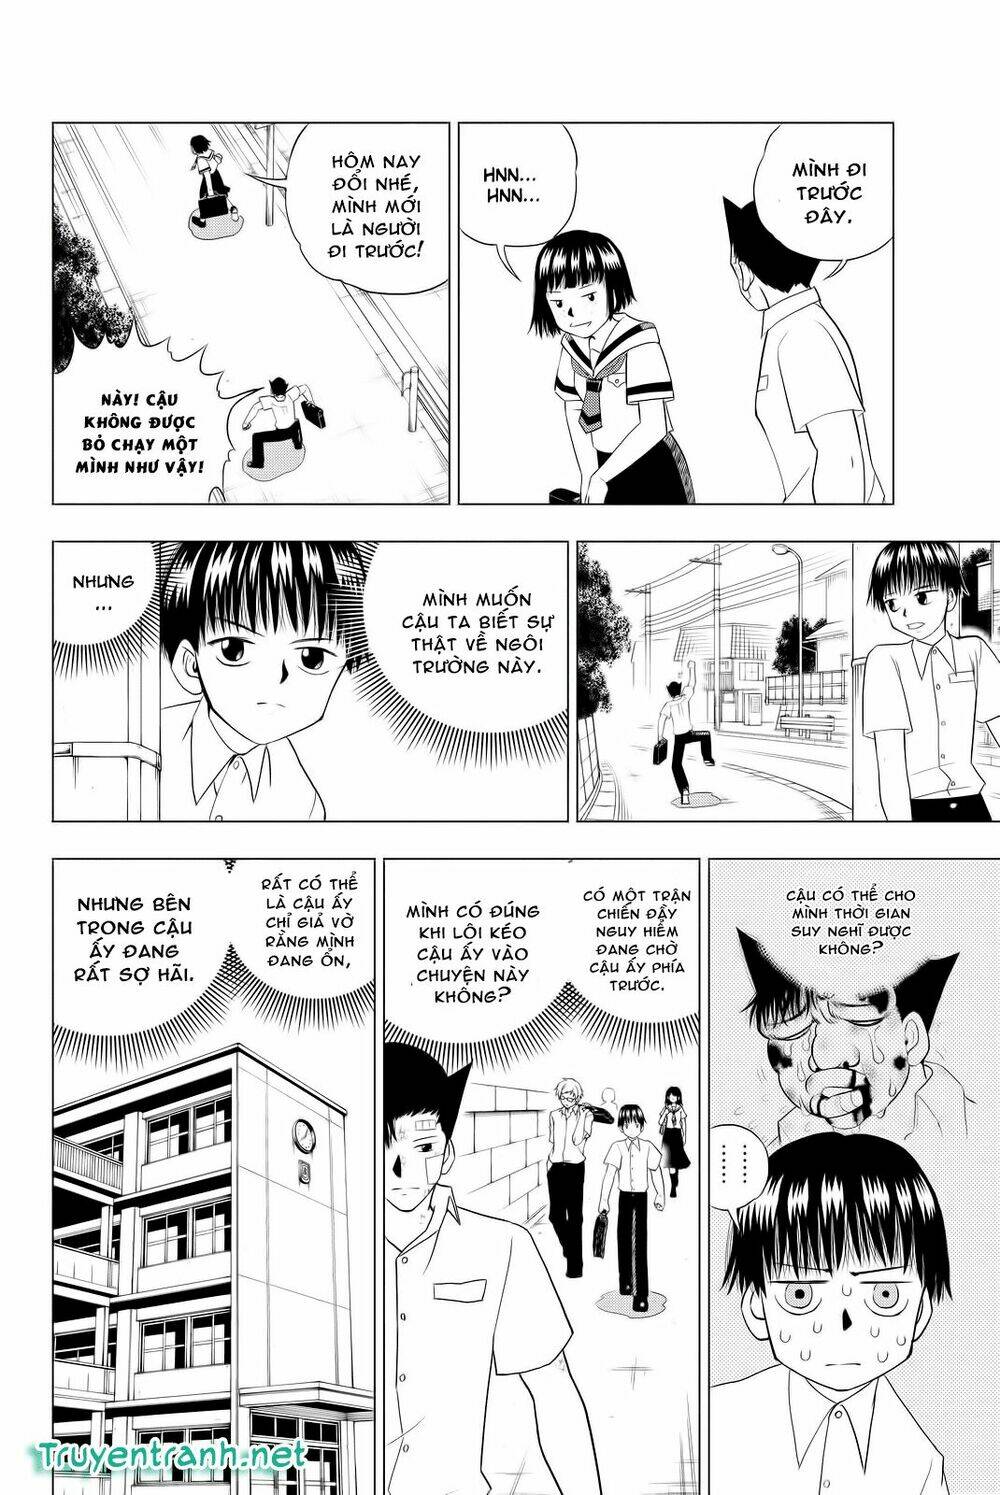 MÌNH ĐI
TRƯỚC
ĐÂY.
HNN...
HNN...
HÔM NAY
ĐỔI NHÉ,
MÌNH MỚI
LÀ NGƯỜI
ĐI TRƯỚC!
NÀY! CẬU
KHÔNG ĐƯỢC
BỎ CHẠY MỘT
MÌNH NHƯ VẬY!
MÌNH MUỐN
CẬU TA BIẾT SỰ
THẬT VỀ NGÔI
TRƯỜNG NÀY.
NHƯNG
...
CẬU CÓ THỂ CHO
MÌNH THỜI GIAN
SUY NGHĨ ĐƯỢC
KHÔNG?
......
CÓ MỘT TRẬN
CHIẾN ĐẦY
NGUY HIỂM
ĐANG CHỜ
CẬU ẤY PHÍA
TRƯỚC.
MÌNH CÓ ĐÚNG
KHI LÔI KÉO
CẬU ẤY VÀO
CHUYỆN NÀY
KHÔNG?
RẤT CÓ THỂ
LÀ CẬU ẤY
CHỈ GIẢ VỜ
RẰNG MÌNH
ĐANG ỔN,
NHƯNG BÊN
TRONG CẬU
ẤY ĐANG
RẤT SỢ HÃI.
Truyentranh.net